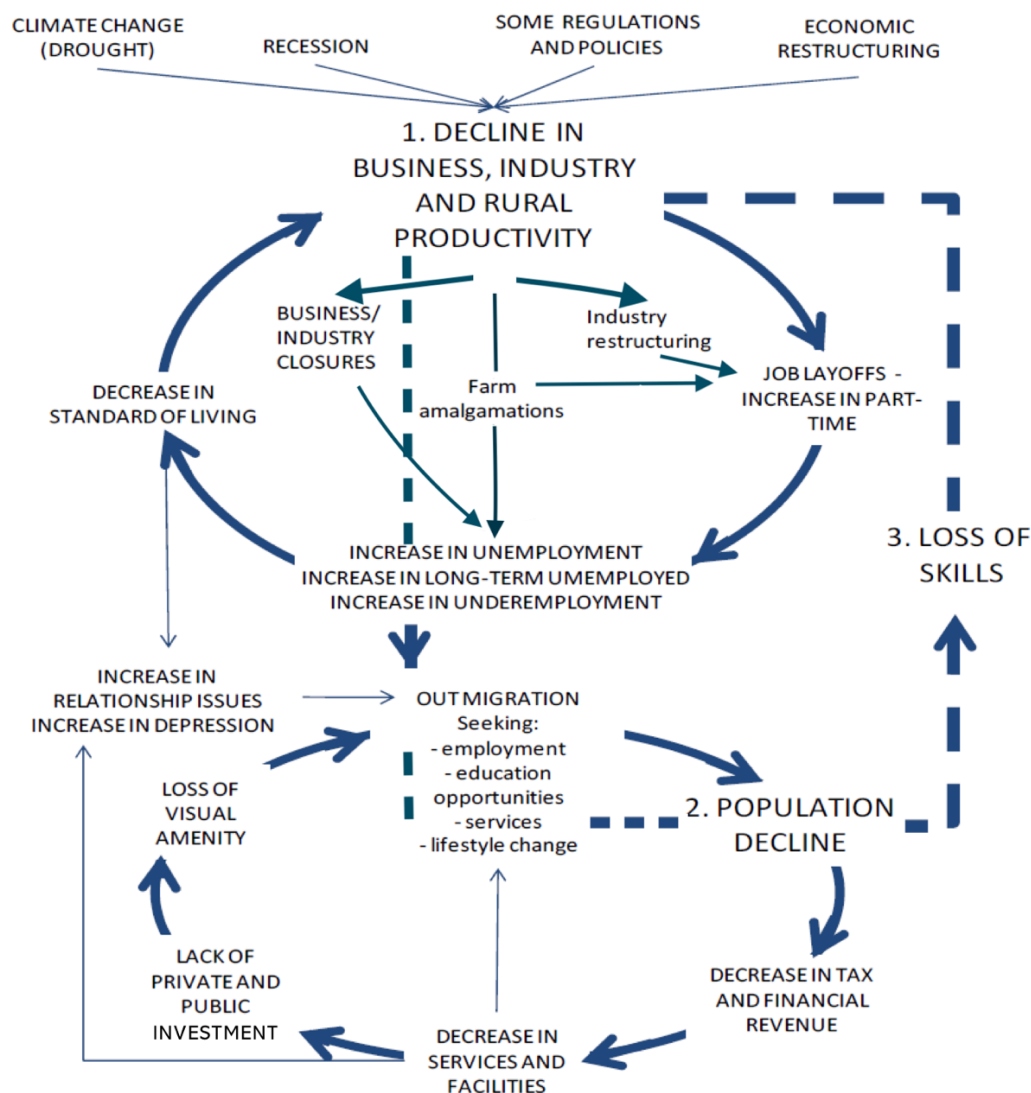 CLIMATE CHANGE
(DROUGHT)
RECESSION
SOME REGULATIONS
AND POLICIES
ECONOMIC
RESTRUCTURING
1. DECLINE IN
BUSINESS, INDUSTRY
AND RURAL
PRODUCTIVITY
BUSINESS/
INDUSTRY
CLOSURES
Industry
restructuring
Farm
amalgamations
JOB LAYOFFS -
INCREASE IN PART-
TIME
DECREASE IN
STANDARD OF LIVING
INCREASE IN UNEMPLOYMENT
INCREASE IN LONG-TERM UMEMPLOYED
INCREASE IN UNDEREMPLOYMENT
3. LOSS OF
SKILLS
INCREASE IN
RELATIONSHIP ISSUES
INCREASE IN DEPRESSION
OUT MIGRATION
Seeking:
- employment
- education
opportunities
- services
- lifestyle change
LOSS OF
VISUAL
AMENITY
2. POPULATION
DECLINE
LACK OF
PRIVATE AND
PUBLIC
INVESTMENT
DECREASE IN TAX
AND FINANCIAL
REVENUE
DECREASE IN
SERVICES AND
FACILITIES